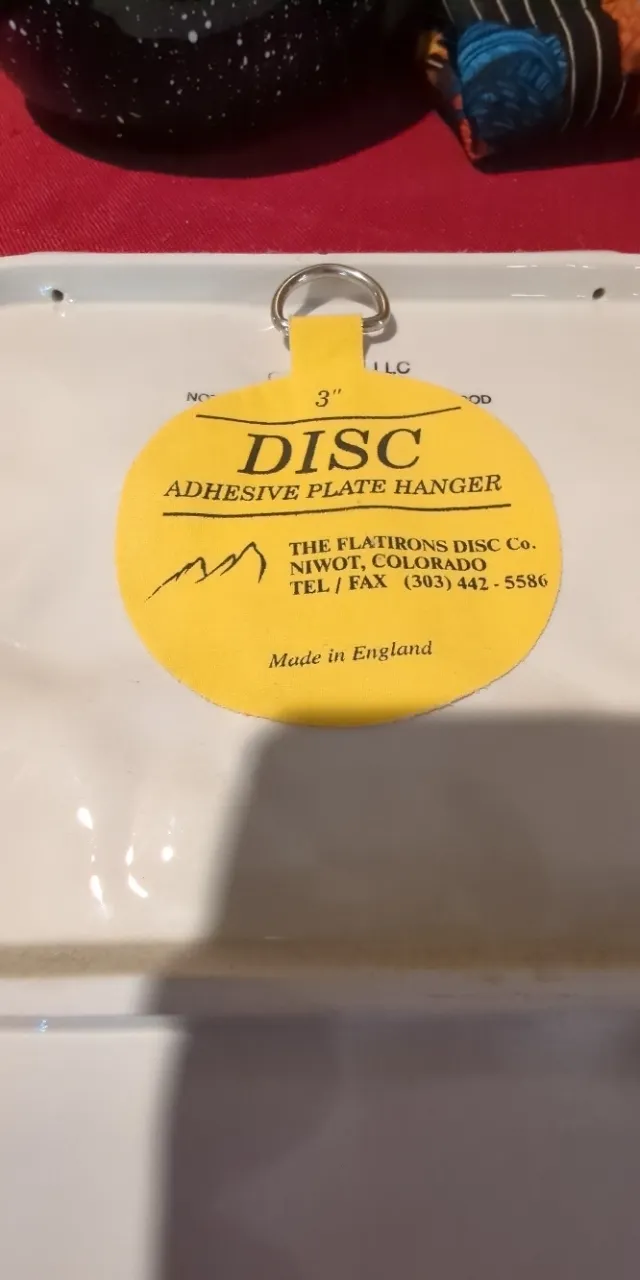 LLC
3"
DISC
ADHESIVE PLATE HANGER
THE FLATIRONS DISC Co.
NIWOT, COLORADO
TEL / FAX (303) 442 - 5586
Made in England